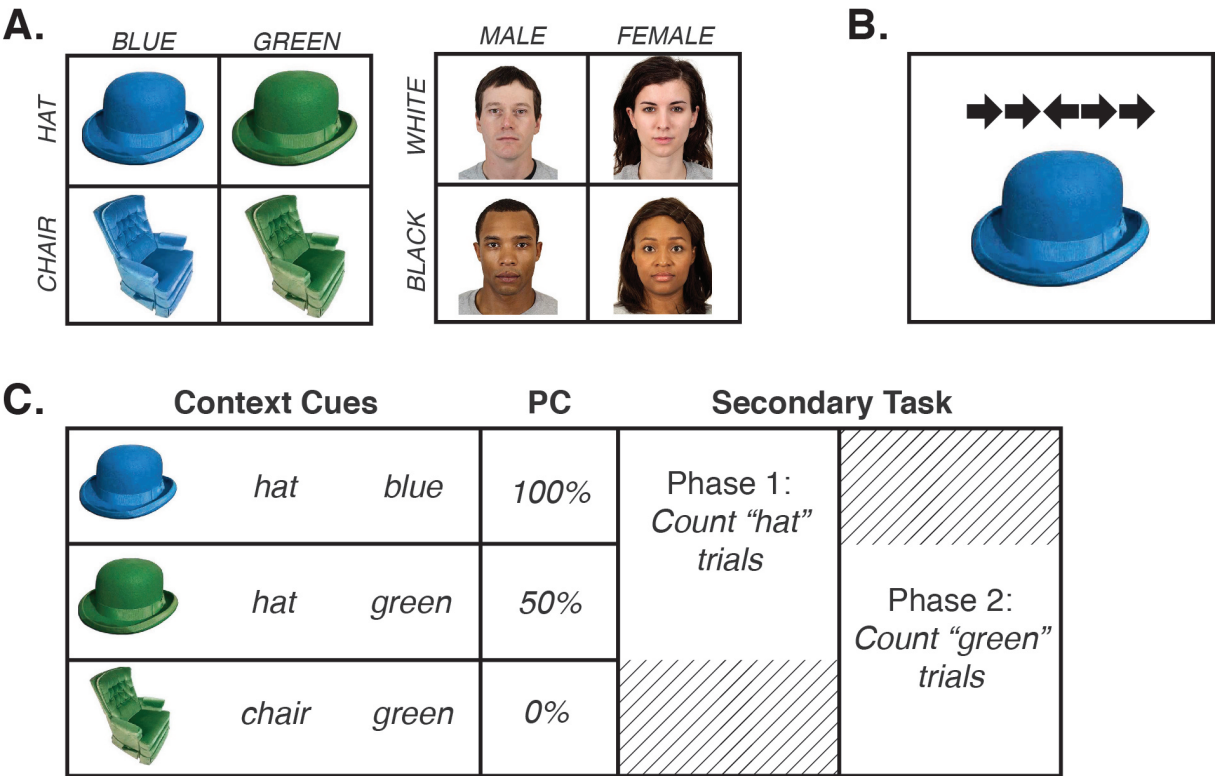 A.
BLUE GREEN
HAT
CHAIR
MALE FEMALE
WHITE
BLACK
B.
C.
Context Cues PC Secondary Task
hat blue 100%
hat green 50%
chair green 0%
Phase 1:
Count “hat”
trials
Phase 2:
Count “green”
trials